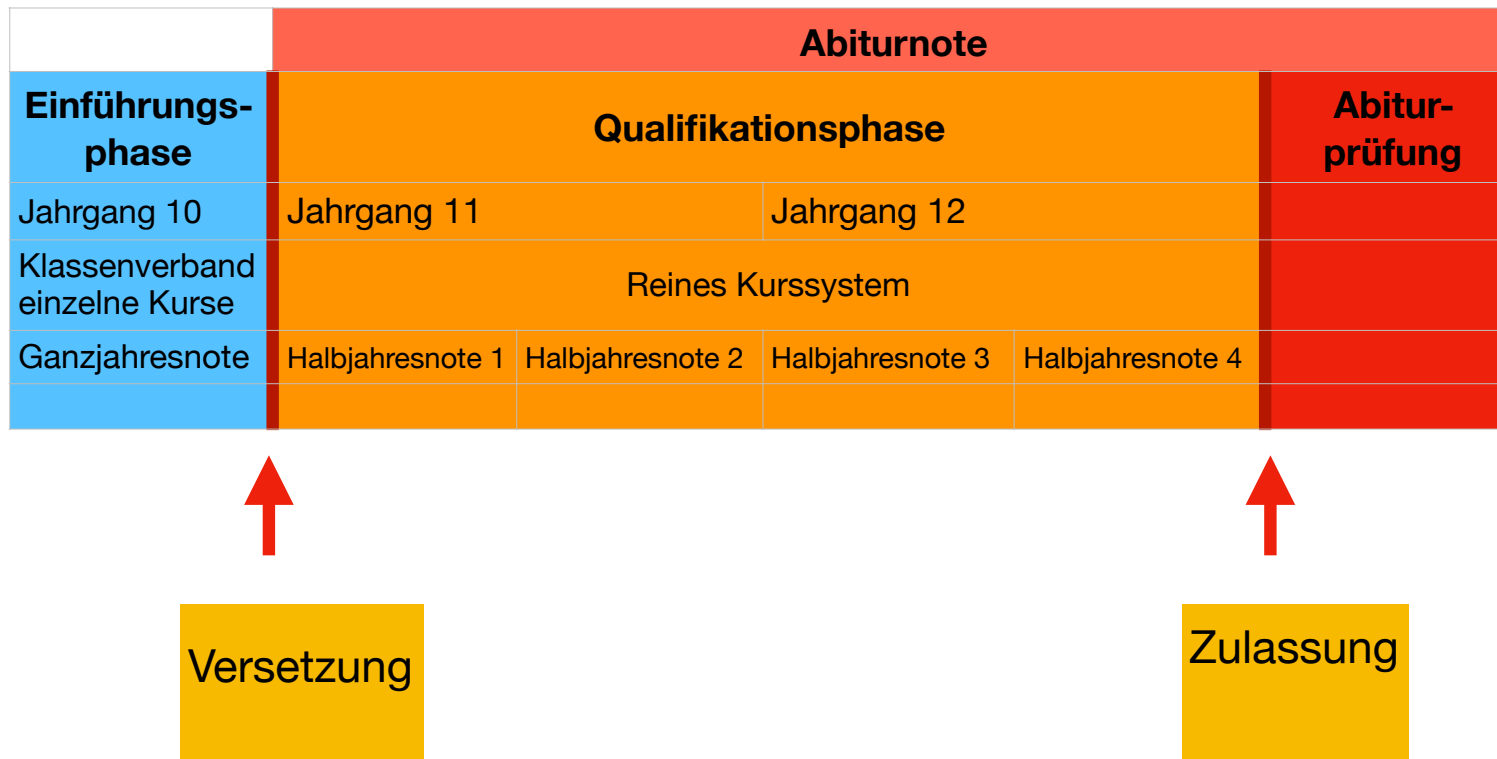 Abiturnote
Einführungs-
phase
Qualifikationsphase
Abitur-
prüfung
Jahrgang 10
Jahrgang 11
Jahrgang 12
Klassenverband
einzelne Kurse
Reines Kurssystem
Ganzjahresnote
Halbjahresnote 1
Halbjahresnote 2
Halbjahresnote 3
Halbjahresnote 4
Versetzung
Zulassung